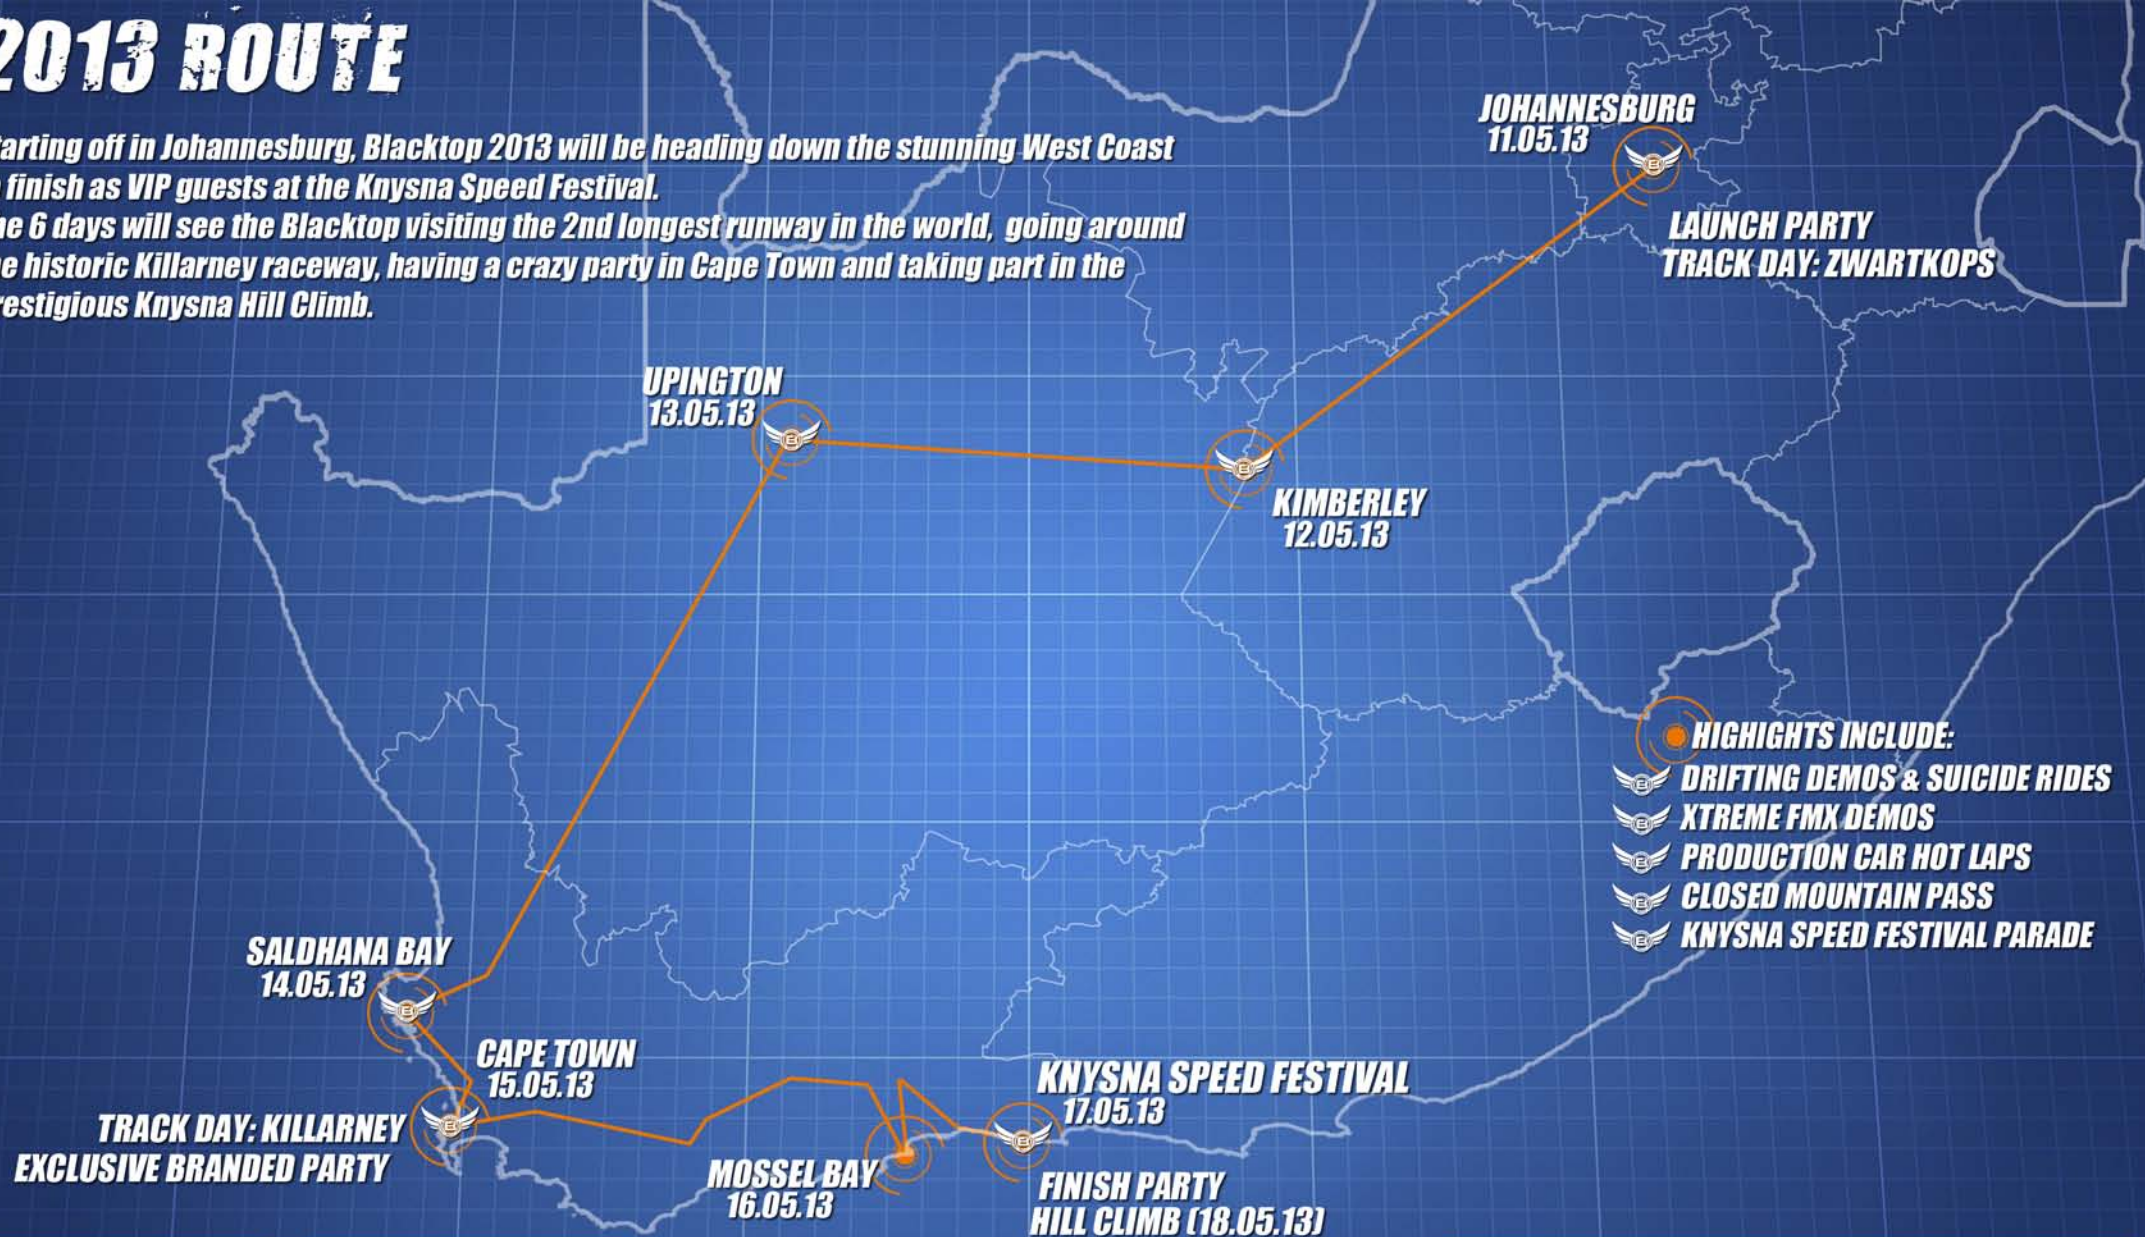 2013 ROUTE
arting off in Johannesburg, Blacktop 2013 will be heading down the stunning West Coast
finish as VIP guests at the Knysna Speed Festival.
he 6 days will see the Blacktop visiting the 2nd longest runway in the world, going around
e historic Killarney raceway, having a crazy party in Cape Town and taking part in the
restigious Knysna Hill Climb.
JOHANNESBURG
11.05.13
LAUNCH PARTY
TRACK DAY: ZWARTKOPS
UPINGTON
13.05.13
KIMBERLEY
12.05.13
HIGHIGHTS INCLUDE:
DRIFTING DEMOS & SUICIDE RIDES
XTREME FMX DEMOS
PRODUCTION CAR HOT LAPS
CLOSED MOUNTAIN PASS
KNYSNA SPEED FESTIVAL PARADE
SALDHANA BAY
14.05.13
CAPE TOWN
15.05.13
TRACK DAY: KILLARNEY
EXCLUSIVE BRANDED PARTY
MOSSEL BAY
16.05.13
KNYSNA SPEED FESTIVAL
17.05.13
FINISH PARTY
HILL CLIMB (18.05.13)